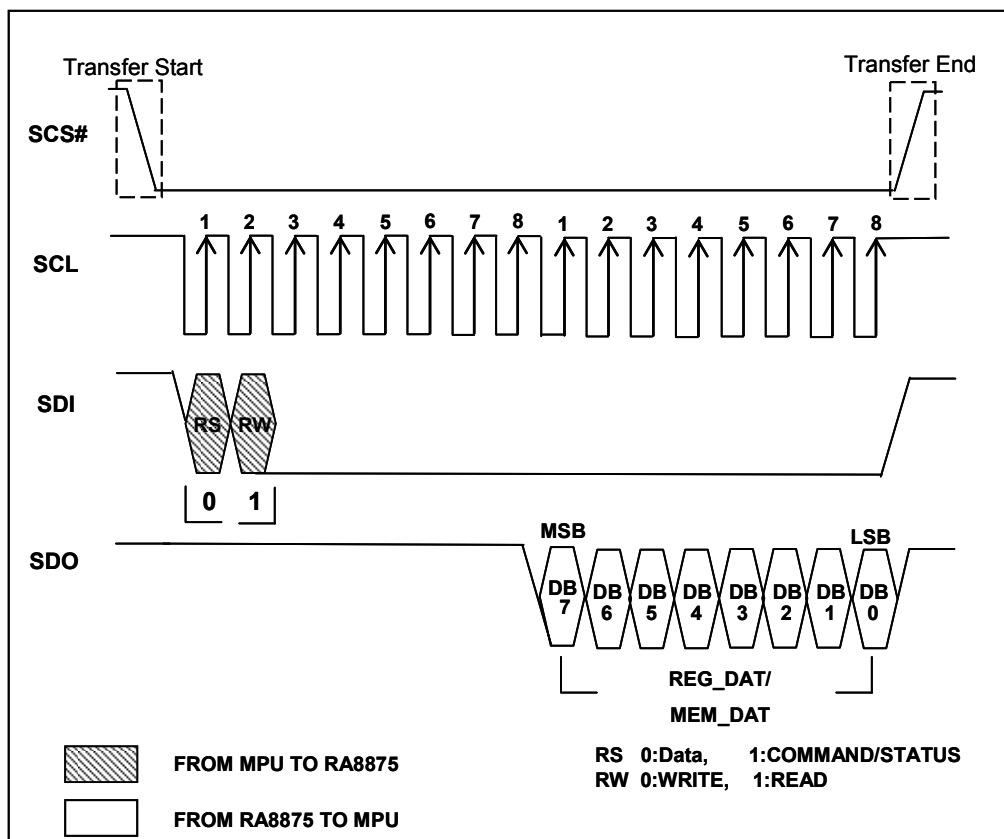 Transfer Start
Transfer End
SCS#
1 2 3 4 5 6 7 8 1 2 3 4 5 6 7 8
SCL
SDI
RS RW
0 1
MSB LSB
SDO
DB DB DB DB DB DB DB DB
7 6 5 4 3 2 1 0
REG_DAT/
MEM_DAT
FROM MPU TO RA8875
RS 0:Data, 1:COMMAND/STATUS
RW 0:WRITE, 1:READ
FROM RA8875 TO MPU